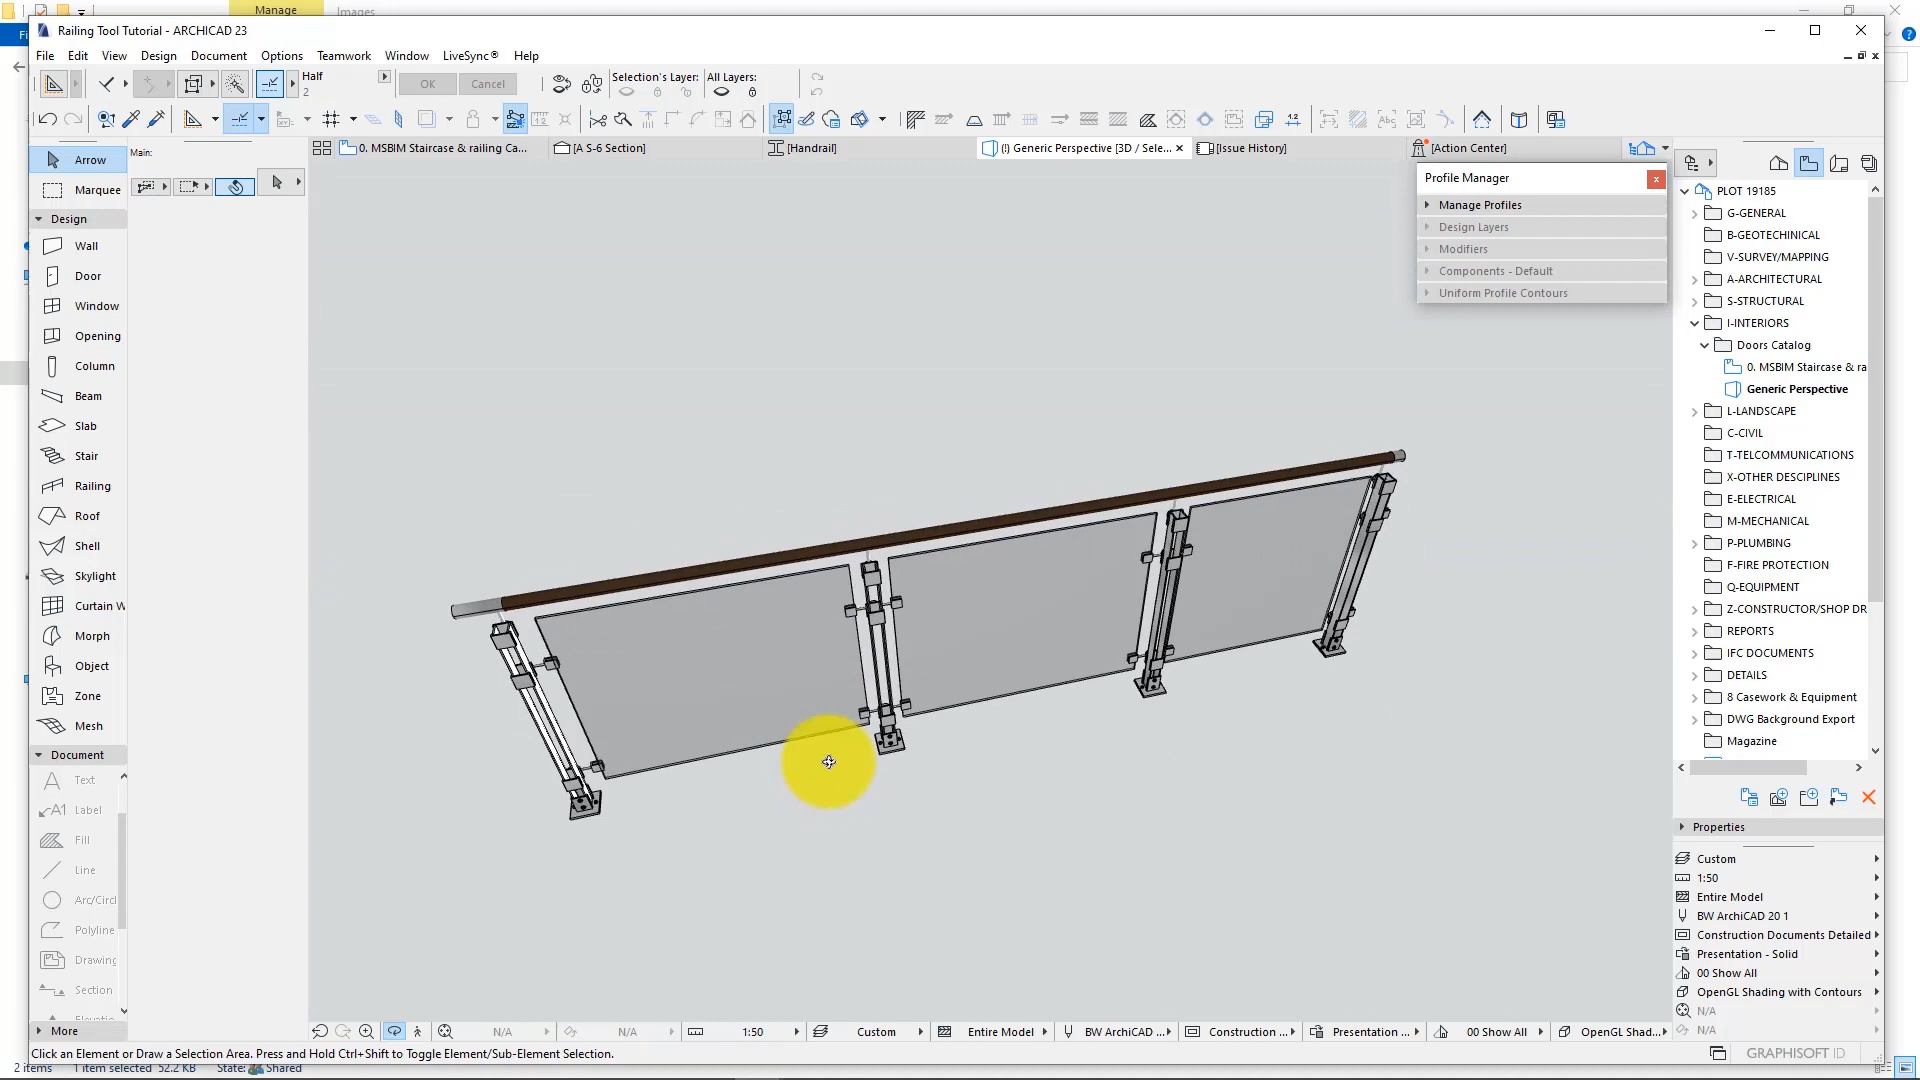 Manage
Images
Railing Tool Tutorial - ARCHICAD 23
File Edit View Design Document Options Teamwork Window LiveSync® Help
Half
2
OK
Cancel
Selection's Layer:
All Layers:
0. MSBIM Staircase & railing Ca...
[A S-6 Section]
[Handrail]
(!) Generic Perspective [3D / Sele...
[Issue History]
[Action Center]
Main:
Arrow
Marquee
Design
Wall
Door
Window
Opening
Column
Beam
Slab
Stair
Railing
Roof
Shell
Skylight
Curtain W
Morph
Object
Zone
Mesh
Document
Text
Label
Fill
Line
Arc/Circl
Polyline
Drawing
Section
More
Profile Manager
Manage Profiles
Design Layers
Modifiers
Components - Default
Uniform Profile Contours
PLOT 19185
G-GENERAL
B-GEOTECHINICAL
V-SURVEY/MAPPING
A-ARCHITECTURAL
S-STRUCTURAL
I-INTERIORS
Doors Catalog
0. MSBIM Staircase & ra
Generic Perspective
L-LANDSCAPE
C-CIVIL
T-TELCOMMUNICATIONS
X-OTHER DESCIPLINES
E-ELECTRICAL
M-MECHANICAL
P-PLUMBING
F-FIRE PROTECTION
Q-EQUIPMENT
Z-CONSTRUCTOR/SHOP DR
REPORTS
IFC DOCUMENTS
DETAILS
8 Casework & Equipment
DWG Background Export
Magazine
Properties
Custom
1:50
Entire Model
BW ArchiCAD 20 1
Construction Documents Detailed
Presentation - Solid
00 Show All
OpenGL Shading with Contours
N/A
N/A
N/A N/A 1:50 Custom Entire Model BW ArchiCAD ... Construction ... Presentation ... 00 Show All OpenGL Shad...
Click an Element or Draw a Selection Area. Press and Hold Ctrl+Shift to Toggle Element/Sub-Element Selection.
GRAPHISOFT ID
2 items 1 item selected 52.2 KB State: Shared